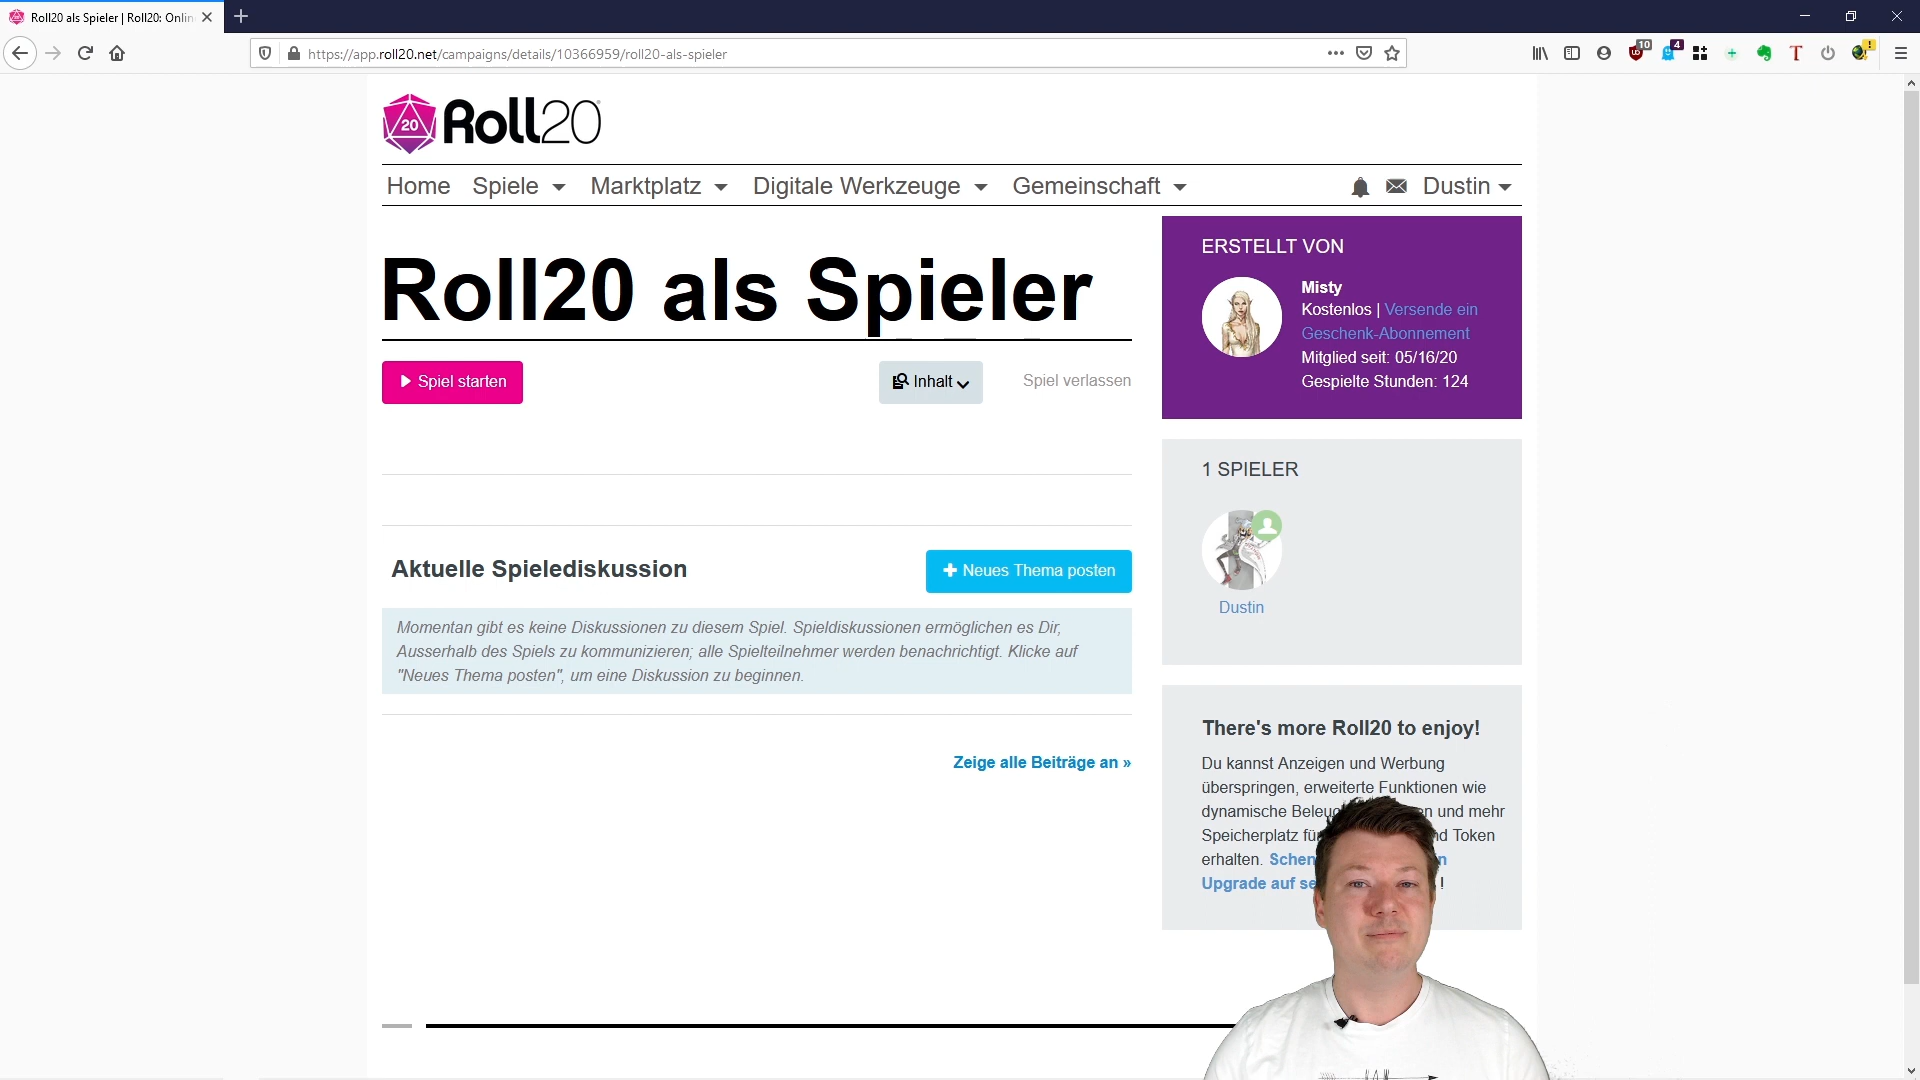 Roll20 als Spieler | Roll20: Onlin
https://app.roll20.net/campaigns/details/10366959/roll20-als-spieler
10
4
20 Roll20
Home Spiele Marktplatz Digitale Werkzeuge Gemeinschaft Dustin
Roll20 als Spieler
Spiel starten
Inhalt
Spiel verlassen
Aktuelle Spielediskussion
Neues Thema posten
Momentan gibt es keine Diskussionen zu diesem Spiel. Spieldiskussionen ermöglichen es Dir,
Ausserhalb des Spiels zu kommunizieren; alle Spielteilnehmer werden benachrichtigt. Klicke auf
"Neues Thema posten", um eine Diskussion zu beginnen.
Zeige alle Beiträge an »
ERSTELLT VON
Misty
Kostenlos | Versende ein
Geschenk-Abonnement
Mitglied seit: 05/16/20
Gespielte Stunden: 124
1 SPIELER
Dustin
There's more Roll20 to enjoy!
Du kannst Anzeigen und Werbung
überspringen, erweiterte Funktionen wie
dynamische und mehr
Speicherplatz Token
erhalten.
Upgrade auf !